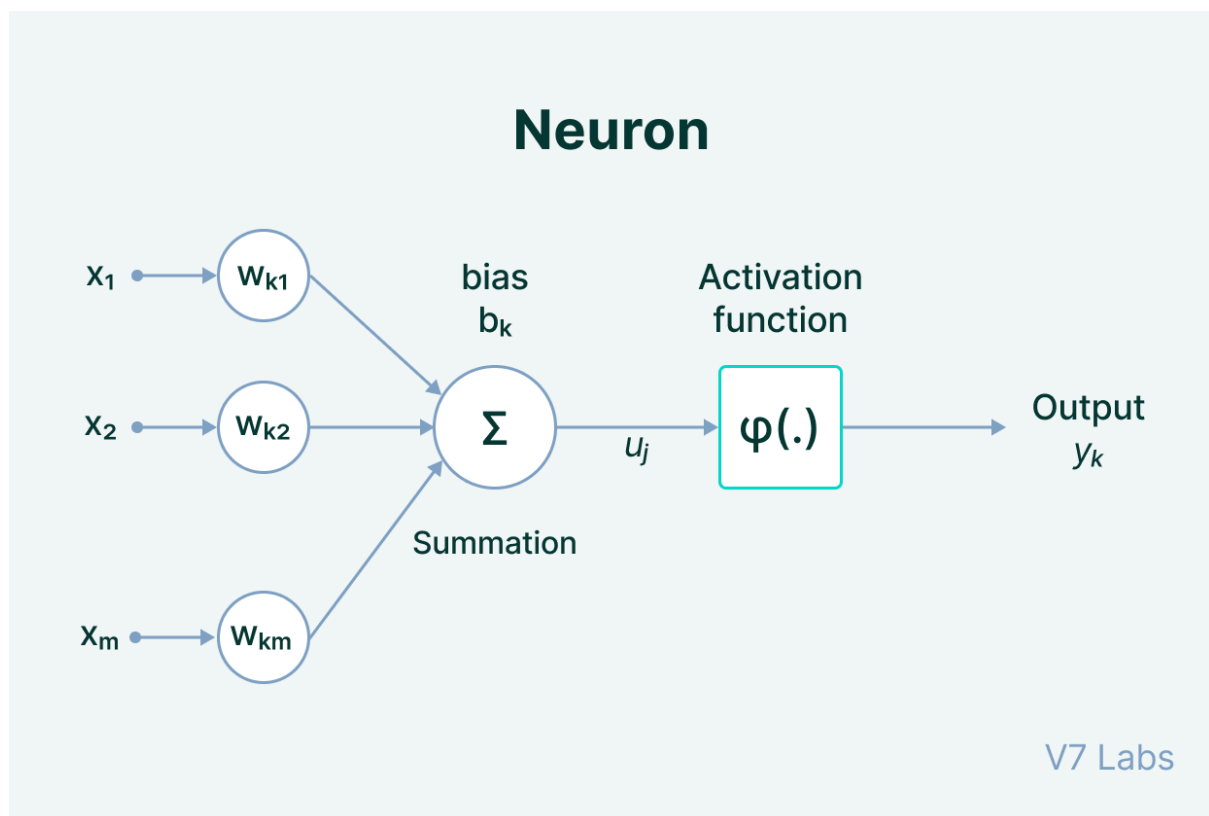 Neuron
x₁
wₖ₁
bias
bₖ
Activation
function
x₂
wₖ₂
Σ
uⱼ
φ(.)
Output
yₖ
Summation
xₘ
wₖₘ
V7 Labs